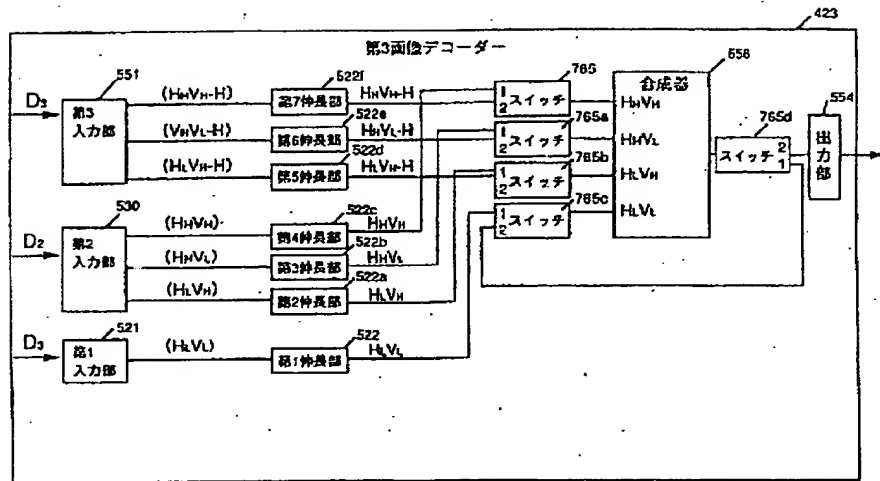 423
第3画像デコーダー
551
D₃
第3
入力部
(HHVH-H)
522f
第7伸長部
HHVH-H
(VHVL-H)
522e
第6伸長部
HHVL-H
(HLVH-H)
522d
第5伸長部
HLVH-H
530
D₂
第2
入力部
(HHVH)
522c
第4伸長部
HHVH
(HHVL)
522b
第3伸長部
HHVL
(HLVH)
522a
第2伸長部
HLVH
521
D₃
第1
入力部
(HLVL)
522
第1伸長部
HLVL
765
1
2
スイッチ
765a
1
2
スイッチ
765b
1
2
スイッチ
765c
1
2
スイッチ
556
合成器
HHVH
HHVL
HLVH
HLVL
765d
スイッチ
2
1
554
出力部